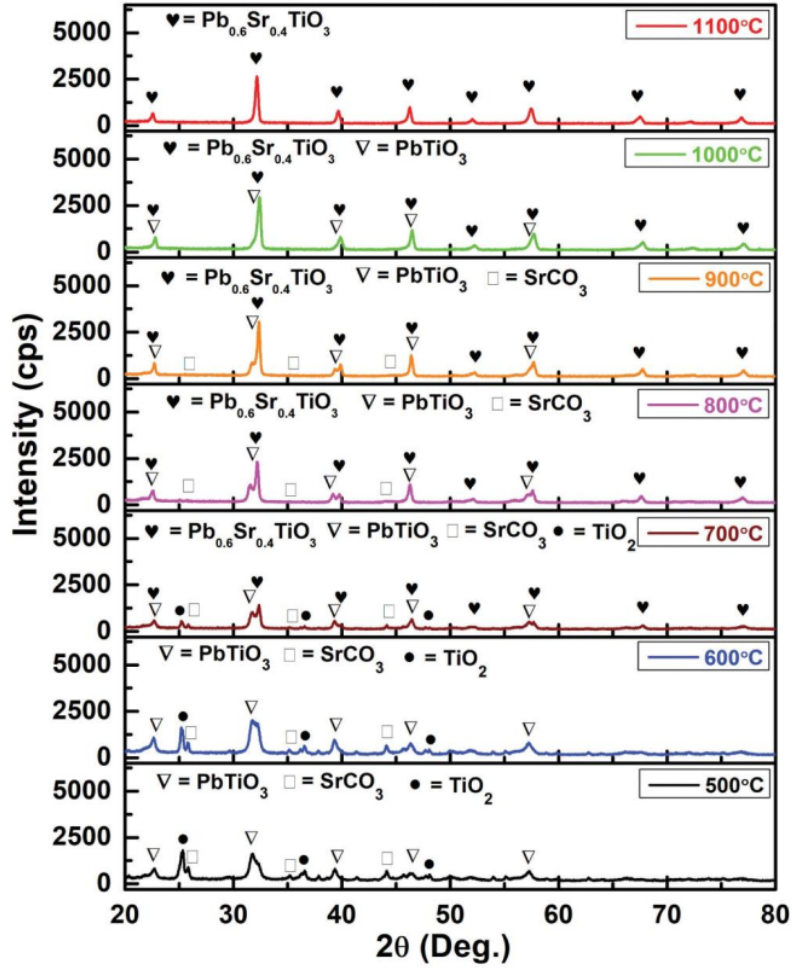 ♥ = Pb0.6Sr0.4TiO3 1100°C
5000
2500
0
♥ = Pb0.6Sr0.4TiO3 ∇ = PbTiO3 1000°C
5000
2500
0
♥ = Pb0.6Sr0.4TiO3 ∇ = PbTiO3 □ = SrCO3 900°C
5000
2500
0
♥ = Pb0.6Sr0.4TiO3 ∇ = PbTiO3 □ = SrCO3 800°C
5000
2500
0
♥ = Pb0.6Sr0.4TiO3 ∇ = PbTiO3 □ = SrCO3 ● = TiO2 700°C
5000
2500
0
∇ = PbTiO3 □ = SrCO3 ● = TiO2 600°C
5000
2500
0
∇ = PbTiO3 □ = SrCO3 ● = TiO2 500°C
5000
2500
0
20 30 40 50 60 70 80
2θ (Deg.)
Intensity (cps)